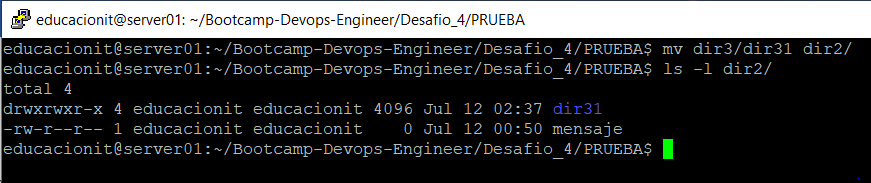 educacionit@server01: ~/Bootcamp-Devops-Engineer/Desafio_4/PRUEBA
educacionit@server01:~/Bootcamp-Devops-Engineer/Desafio_4/PRUEBA$ mv dir3/dir31 dir2/
educacionit@server01:~/Bootcamp-Devops-Engineer/Desafio_4/PRUEBA$ ls -l dir2/
total 4
drwxrwxr-x 4 educacionit educacionit 4096 Jul 12 02:37 dir31
-rw-r--r-- 1 educacionit educacionit    0 Jul 12 00:50 mensaje
educacionit@server01:~/Bootcamp-Devops-Engineer/Desafio_4/PRUEBA$